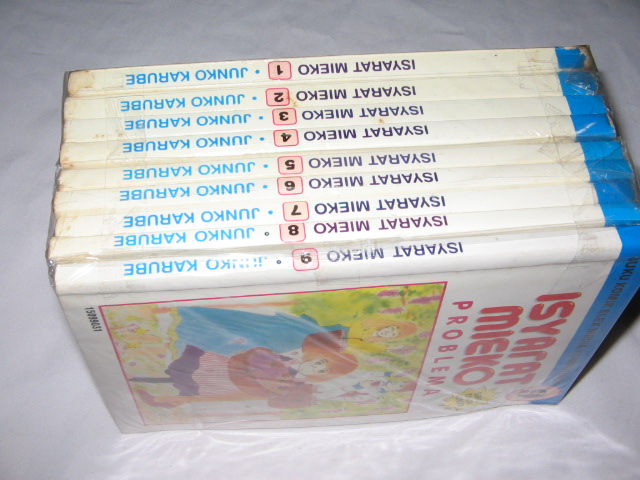 ISYARAT MIEKO 1 • JUNKO KARUBE
ISYARAT MIEKO 2 • JUNKO KARUBE
ISYARAT MIEKO 3 • JUNKO KARUBE
ISYARAT MIEKO 4 • JUNKO KARUBE
ISYARAT MIEKO 5 • JUNKO KARUBE
ISYARAT MIEKO 6 • JUNKO KARUBE
ISYARAT MIEKO 7 • JUNKO KARUBE
ISYARAT MIEKO 8 • JUNKO KARUBE
ISYARAT MIEKO 9 • JUNKO KARUBE
ISYARAT
MIEKO
PROBLEMA